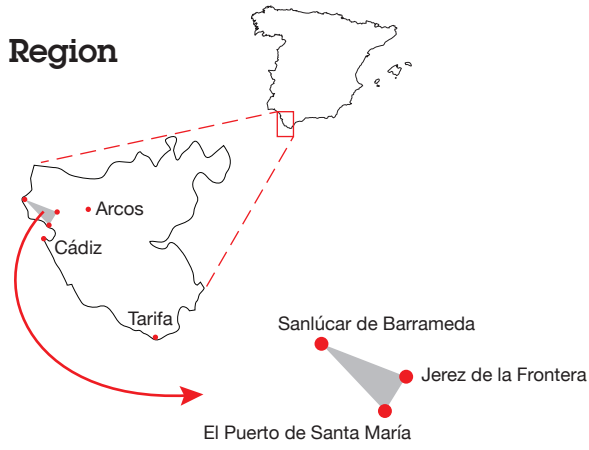 Region
Arcos
Cádiz
Tarifa
Sanlúcar de Barrameda
Jerez de la Frontera
El Puerto de Santa María